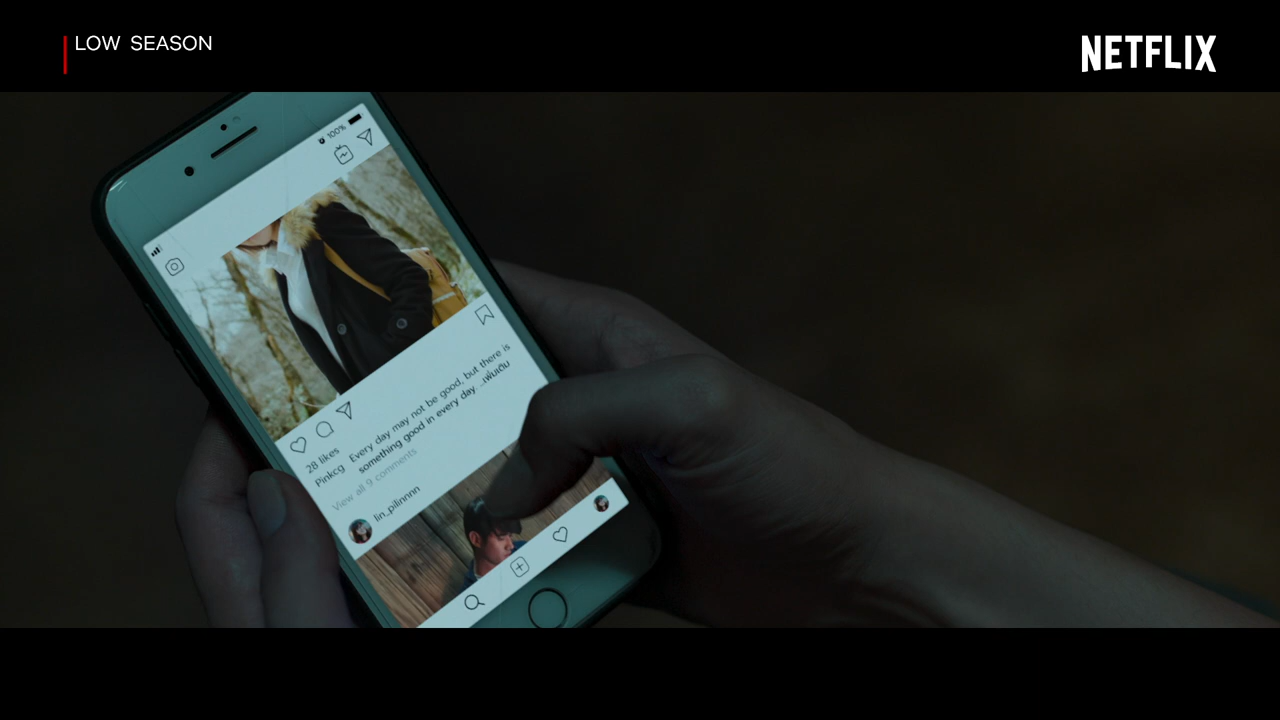 LOW SEASON
NETFLIX
100%
28 likes
Pinkcg Every day may not be good, but there is
something good in every day ...เพิ่มเติม
View all 9 comments
lin_pilinnnn